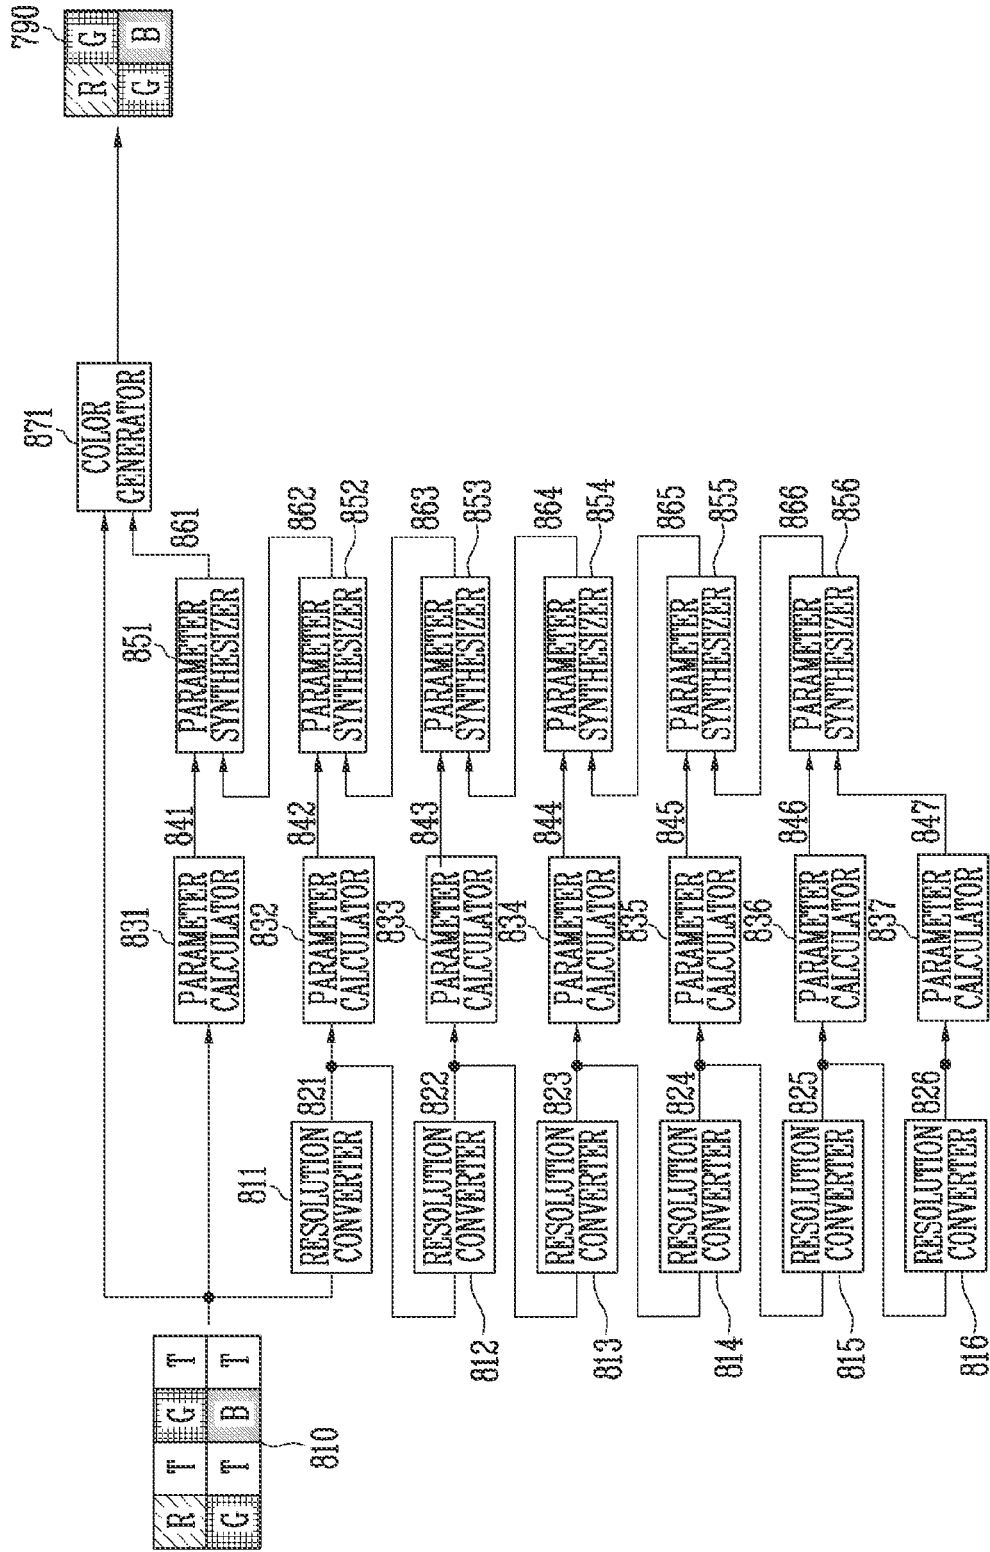 R T G T
G T B T
810
811
RESOLUTION
CONVERTER
821
812
RESOLUTION
CONVERTER
822
813
RESOLUTION
CONVERTER
823
814
RESOLUTION
CONVERTER
824
815
RESOLUTION
CONVERTER
825
816
RESOLUTION
CONVERTER
826
831
PARAMETER
CALCULATOR
841
832
PARAMETER
CALCULATOR
842
833
PARAMETER
CALCULATOR
843
834
PARAMETER
CALCULATOR
844
835
PARAMETER
CALCULATOR
845
836
PARAMETER
CALCULATOR
846
837
PARAMETER
CALCULATOR
847
851
PARAMETER
SYNTHESIZER
861
852
PARAMETER
SYNTHESIZER
862
853
PARAMETER
SYNTHESIZER
863
854
PARAMETER
SYNTHESIZER
864
855
PARAMETER
SYNTHESIZER
865
856
PARAMETER
SYNTHESIZER
866
871
COLOR
GENERATOR
790
R G
G B